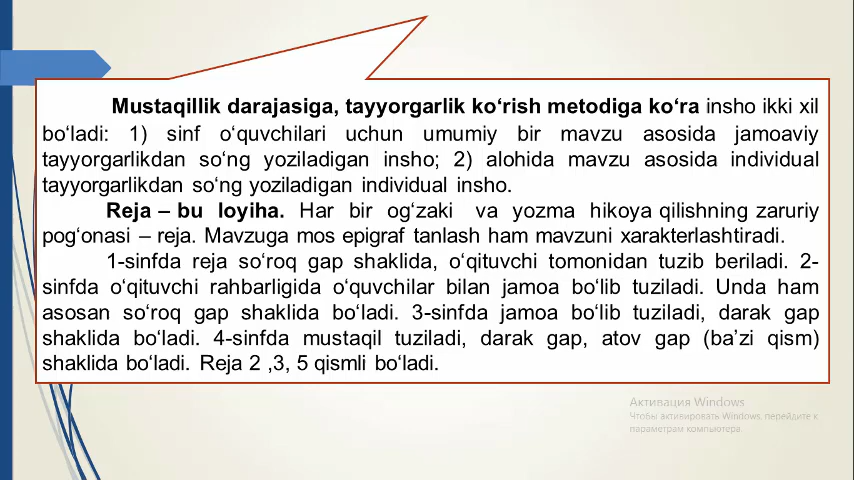 Mustaqillik darajasiga, tayyorgarlik ko‘rish metodiga ko‘ra insho ikki xil
bo‘ladi: 1) sinf o‘quvchilari uchun umumiy bir mavzu asosida jamoaviy
tayyorgarlikdan so‘ng yoziladigan insho; 2) alohida mavzu asosida individual
tayyorgarlikdan so‘ng yoziladigan individual insho.
Reja – bu loyiha. Har bir og‘zaki va yozma hikoya qilishning zaruriy
pog‘onasi – reja. Mavzuga mos epigraf tanlash ham mavzuni xarakterlashtiradi.
1-sinfda reja so‘roq gap shaklida, o‘qituvchi tomonidan tuzib beriladi. 2-
sinfda o‘qituvchi rahbarligida o‘quvchilar bilan jamoa bo‘lib tuziladi. Unda ham
asosan so‘roq gap shaklida bo‘ladi. 3-sinfda jamoa bo‘lib tuziladi, darak gap
shaklida bo‘ladi. 4-sinfda mustaqil tuziladi, darak gap, atov gap (ba’zi qism)
shaklida bo‘ladi. Reja 2 ,3, 5 qismli bo‘ladi.
Активация Windows
Чтобы активировать Windows, перейдите к
параметрам компьютера.